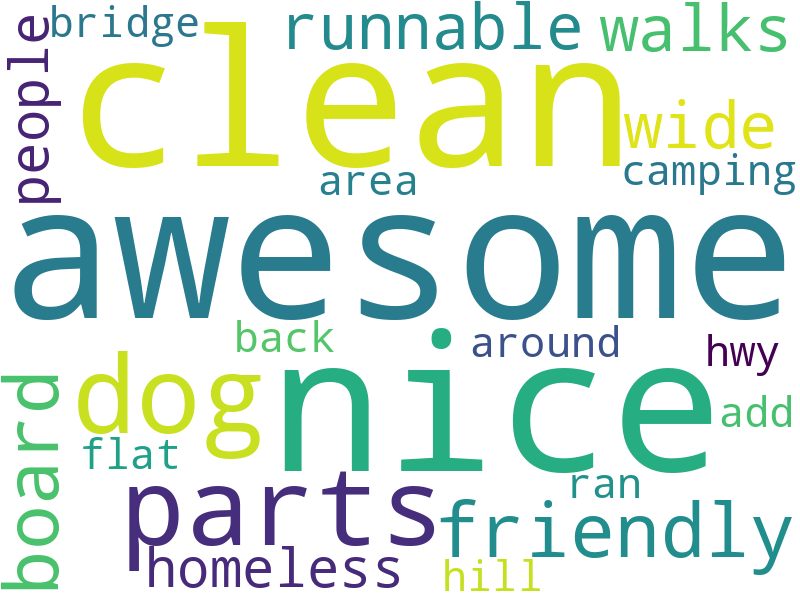 bridge
runnable
walks
people
clean
wide
area
camping
awesome
back
around
hwy
board
dog
nice
add
flat
parts
ran
friendly
homeless
hill